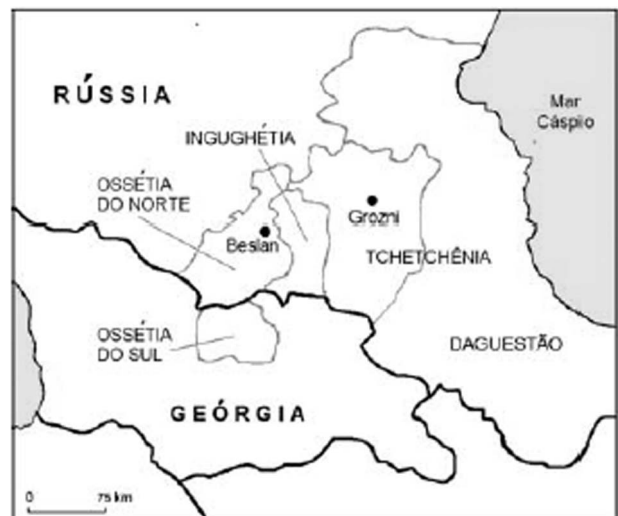 RÚSSIA
Mar
Cáspio
INGUGHÉTIA
OSSÉTIA
DO NORTE
Grozni
Beslan
TCHETCHÊNIA
OSSÉTIA
DO SUL
DAGUESTÃO
GEÓRGIA
0 75 km